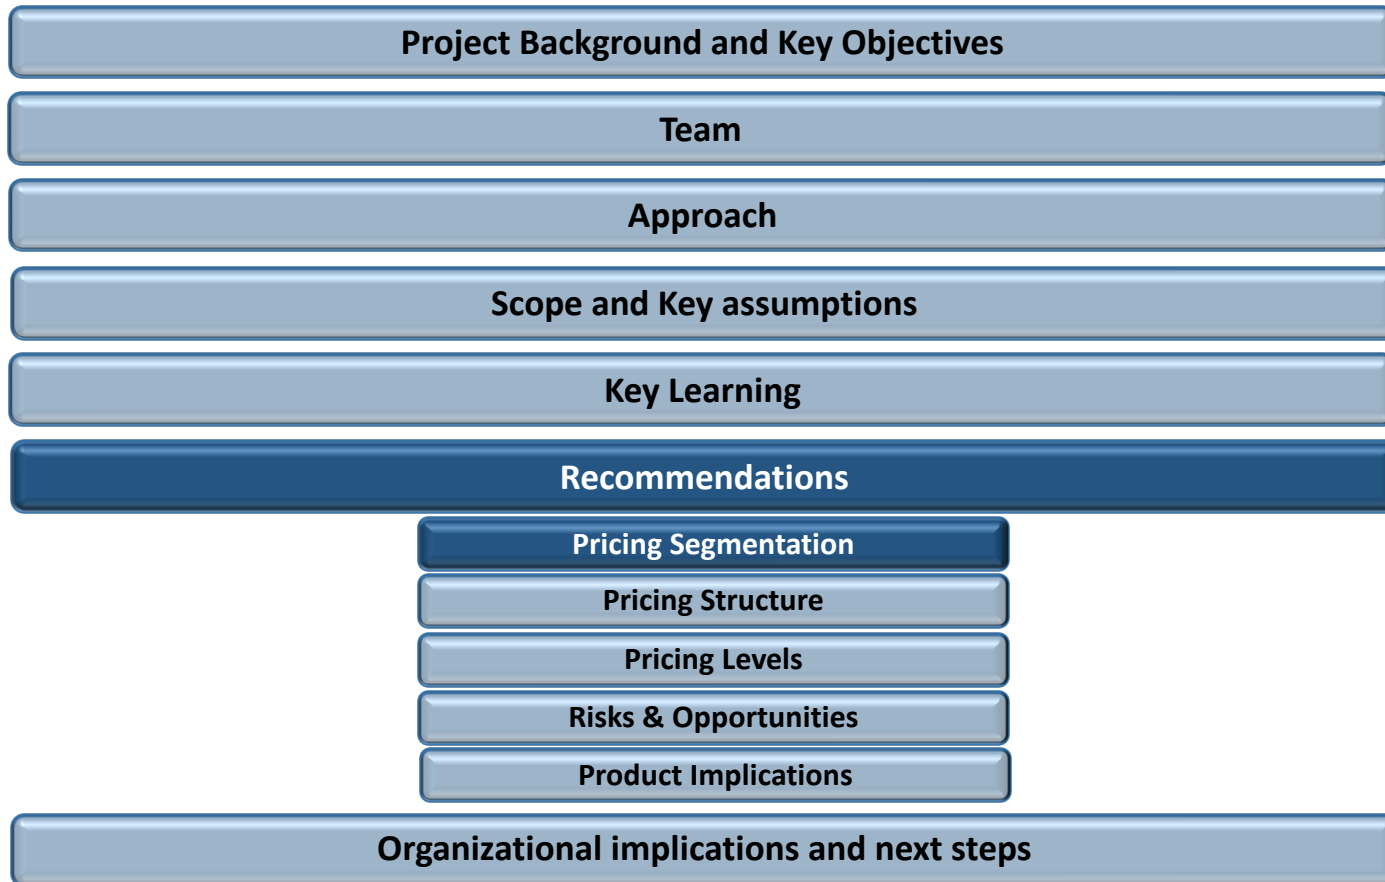 Project Background and Key Objectives
Team
Approach
Scope and Key assumptions
Key Learning
Recommendations
Pricing Segmentation
Pricing Structure
Pricing Levels
Risks & Opportunities
Product Implications
Organizational implications and next steps